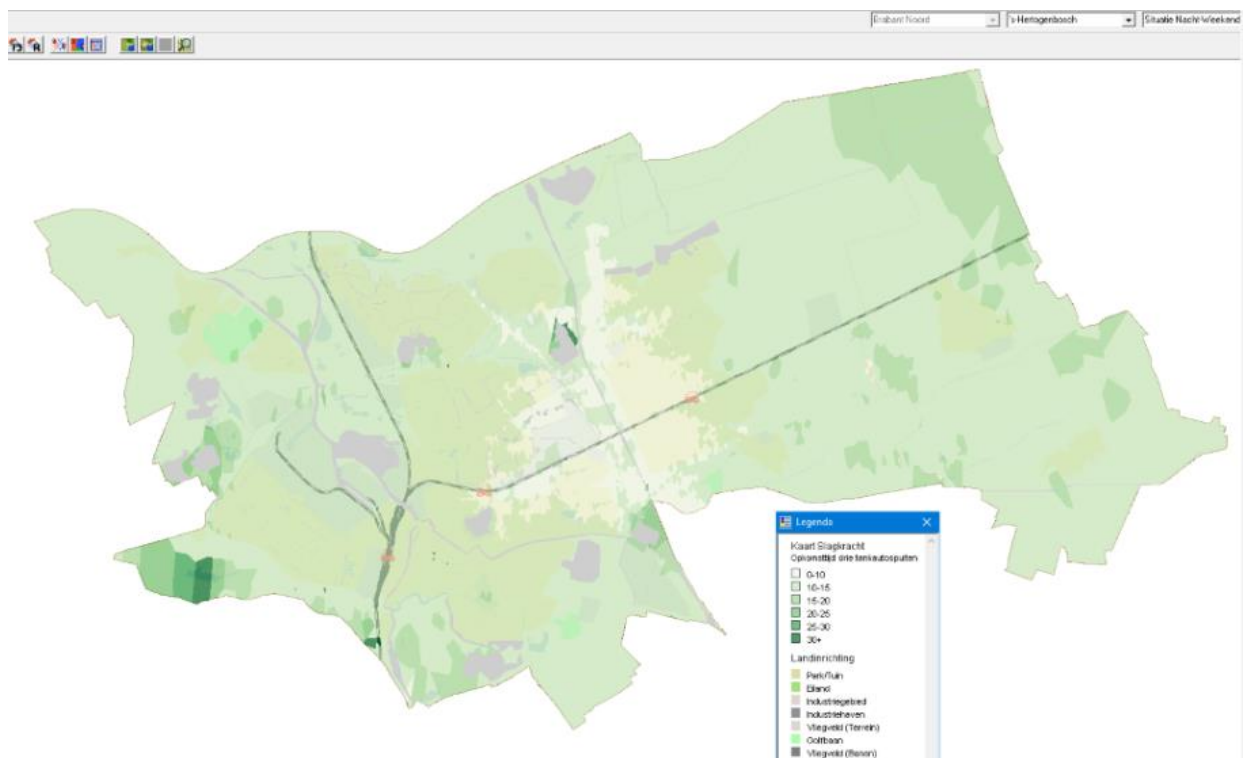 Brabant Noord
's-Hertogenbosch
Situatie Nacht-Weekend
Legenda
Kaart Slagkracht
Opkomsttijd drie tankautospuiten
0-10
10-15
15-20
20-25
25-30
30+
Landinrichting
Park/Tuin
Eiland
Industriegebied
Industriehaven
Vliegveld (Terrein)
Golfbaan
Vliegveld (Banen)